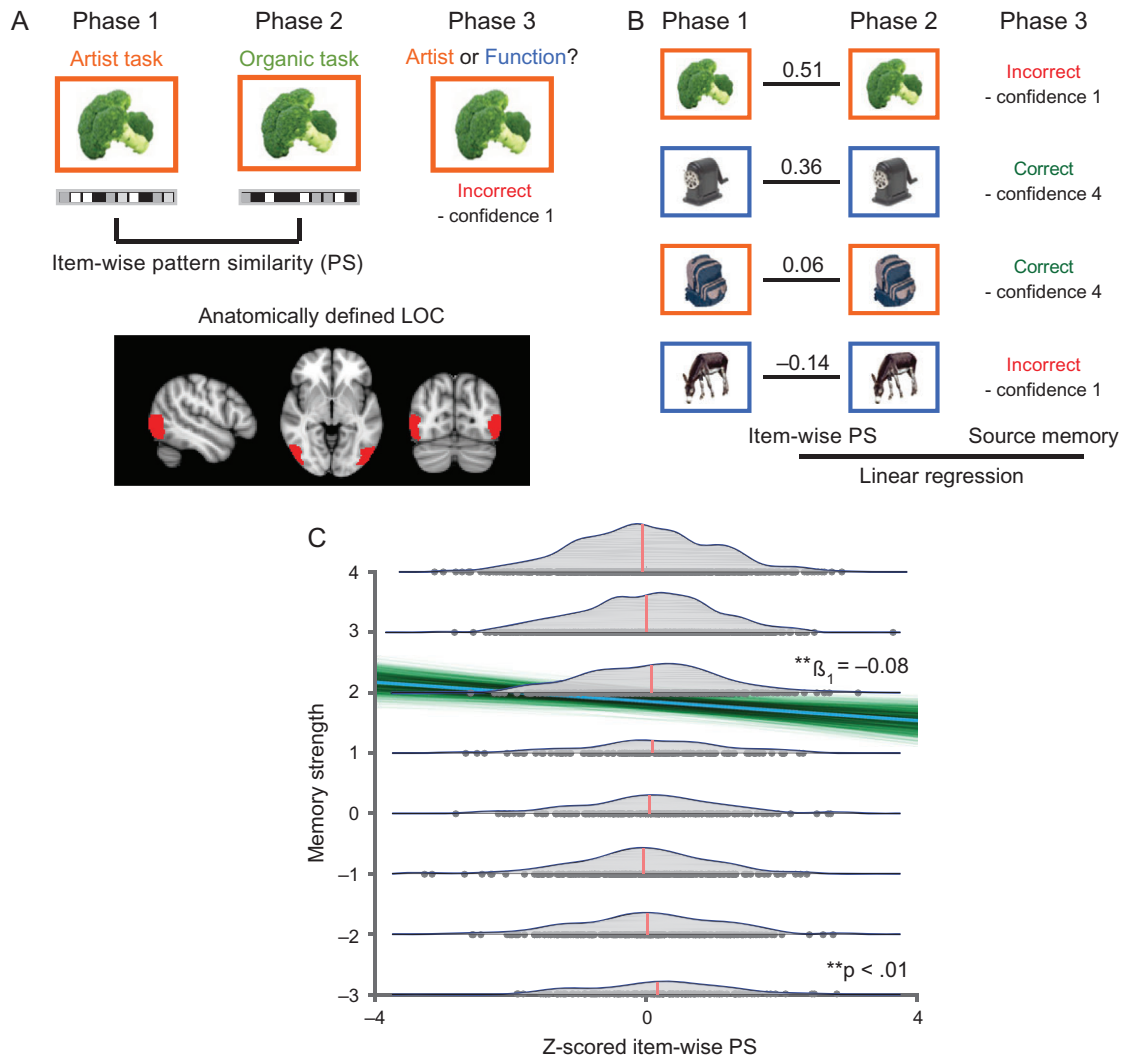 A
Phase 1
Phase 2
Phase 3
Artist task
Organic task
Artist or Function?
Incorrect
- confidence 1
Item-wise pattern similarity (PS)
Anatomically defined LOC
B
Phase 1
Phase 2
Phase 3
0.51
Incorrect
- confidence 1
0.36
Correct
- confidence 4
0.06
Correct
- confidence 4
–0.14
Incorrect
- confidence 1
Item-wise PS
Source memory
Linear regression
C
4
3
**ß1 = –0.08
2
1
0
–1
–2
**p < .01
–3
Memory strength
–4
0
4
Z-scored item-wise PS